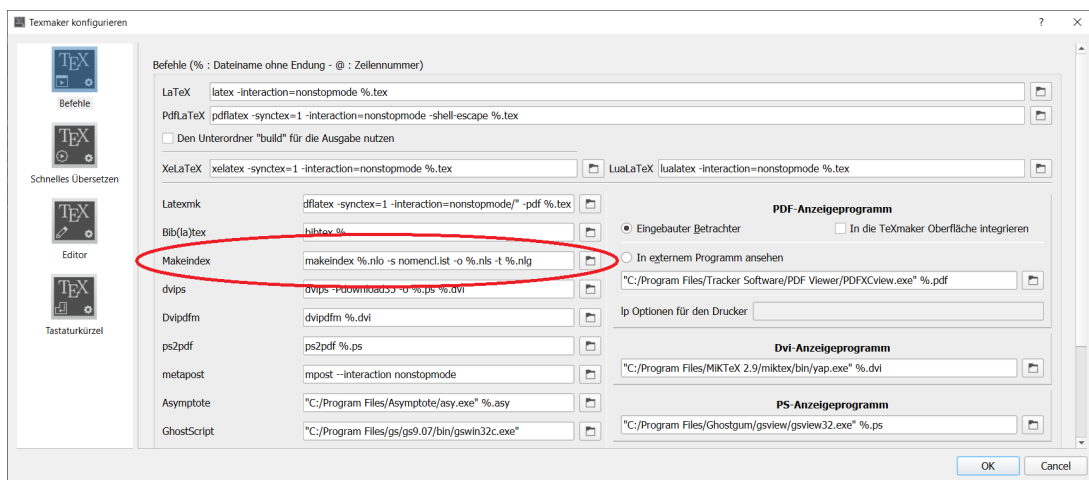 Texmaker konfigurieren
Befehle
Schnelles Übersetzen
Editor
Tastaturkürzel
Befehle (% : Dateiname ohne Endung - @ : Zeilennummer)
LaTeX latex -interaction=nonstopmode %.tex
PdfLaTeX pdflatex -synctex=1 -interaction=nonstopmode -shell-escape %.tex
Den Unterordner "build" für die Ausgabe nutzen
XeLaTeX xelatex -synctex=1 -interaction=nonstopmode %.tex LuaLaTeX lualatex -interaction=nonstopmode %.tex
Latexmk dflatex -synctex=1 -interaction=nonstopmode/" -pdf %.tex
Bib(la)tex bibtex %
Makeindex makeindex %.nlo -s nomencl.ist -o %.nls -t %.nlg
dvips dvips -Pdownload35 -o %.ps %.dvi
Dvipdfm dvipdfm %.dvi
ps2pdf ps2pdf %.ps
metapost mpost --interaction nonstopmode
Asymptote "C:/Program Files/Asymptote/asy.exe" %.asy
GhostScript "C:/Program Files/gs/gs9.07/bin/gswin32c.exe"
PDF-Anzeigeprogramm
Eingebauter Betrachter In die TeXmaker Oberfläche integrieren
In externem Programm ansehen
"C:/Program Files/Tracker Software/PDF Viewer/PDFXCview.exe" %.pdf
lp Optionen für den Drucker
Dvi-Anzeigeprogramm
"C:/Program Files/MiKTeX 2.9/miktex/bin/yap.exe" %.dvi
PS-Anzeigeprogramm
"C:/Program Files/Ghostgum/gsview/gsview32.exe" %.ps
OK Cancel